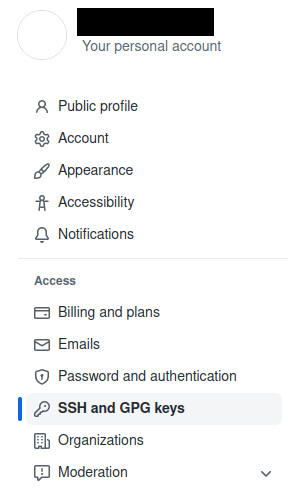 Your personal account
Public profile
Account
Appearance
Accessibility
Notifications
Access
Billing and plans
Emails
Password and authentication
SSH and GPG keys
Organizations
Moderation